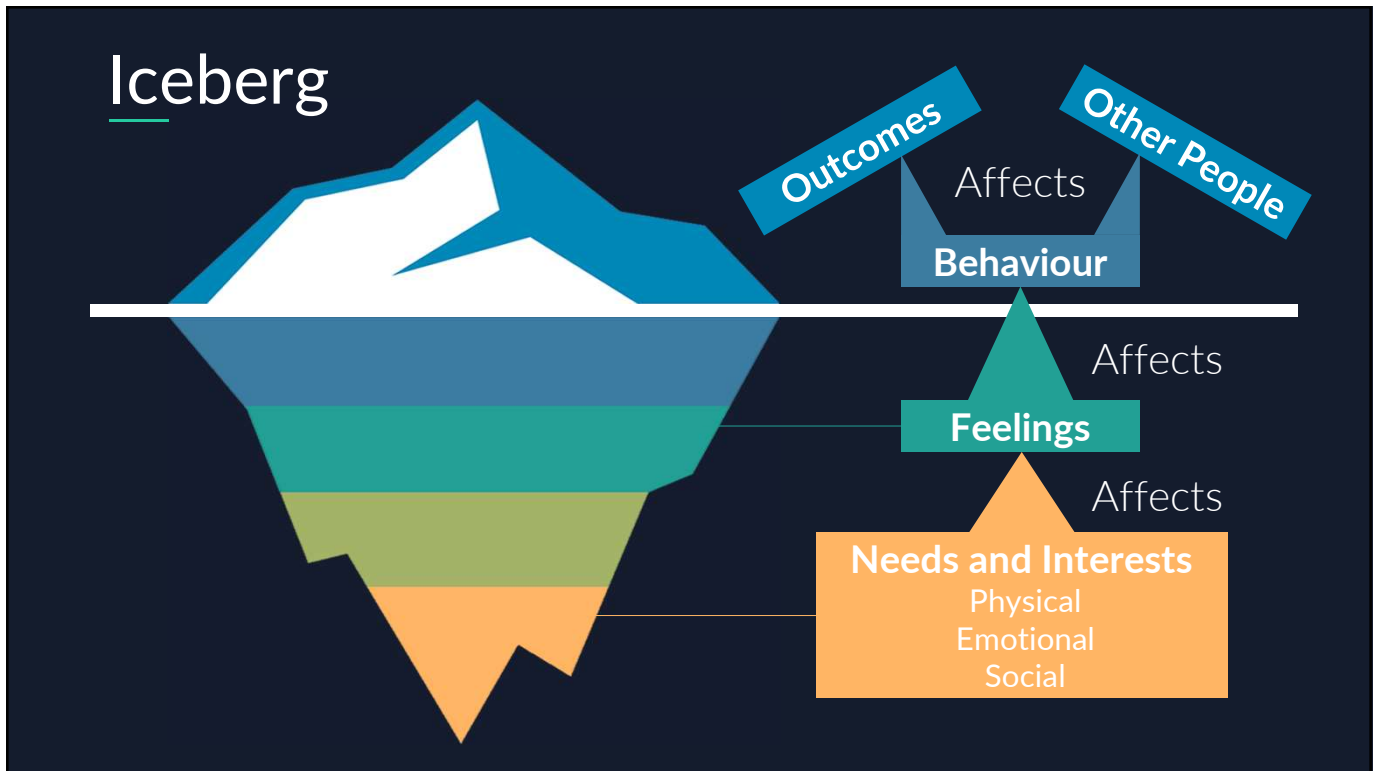 Iceberg
Outcomes
Other People
Affects
Behaviour
Affects
Feelings
Affects
Needs and Interests
Physical
Emotional
Social